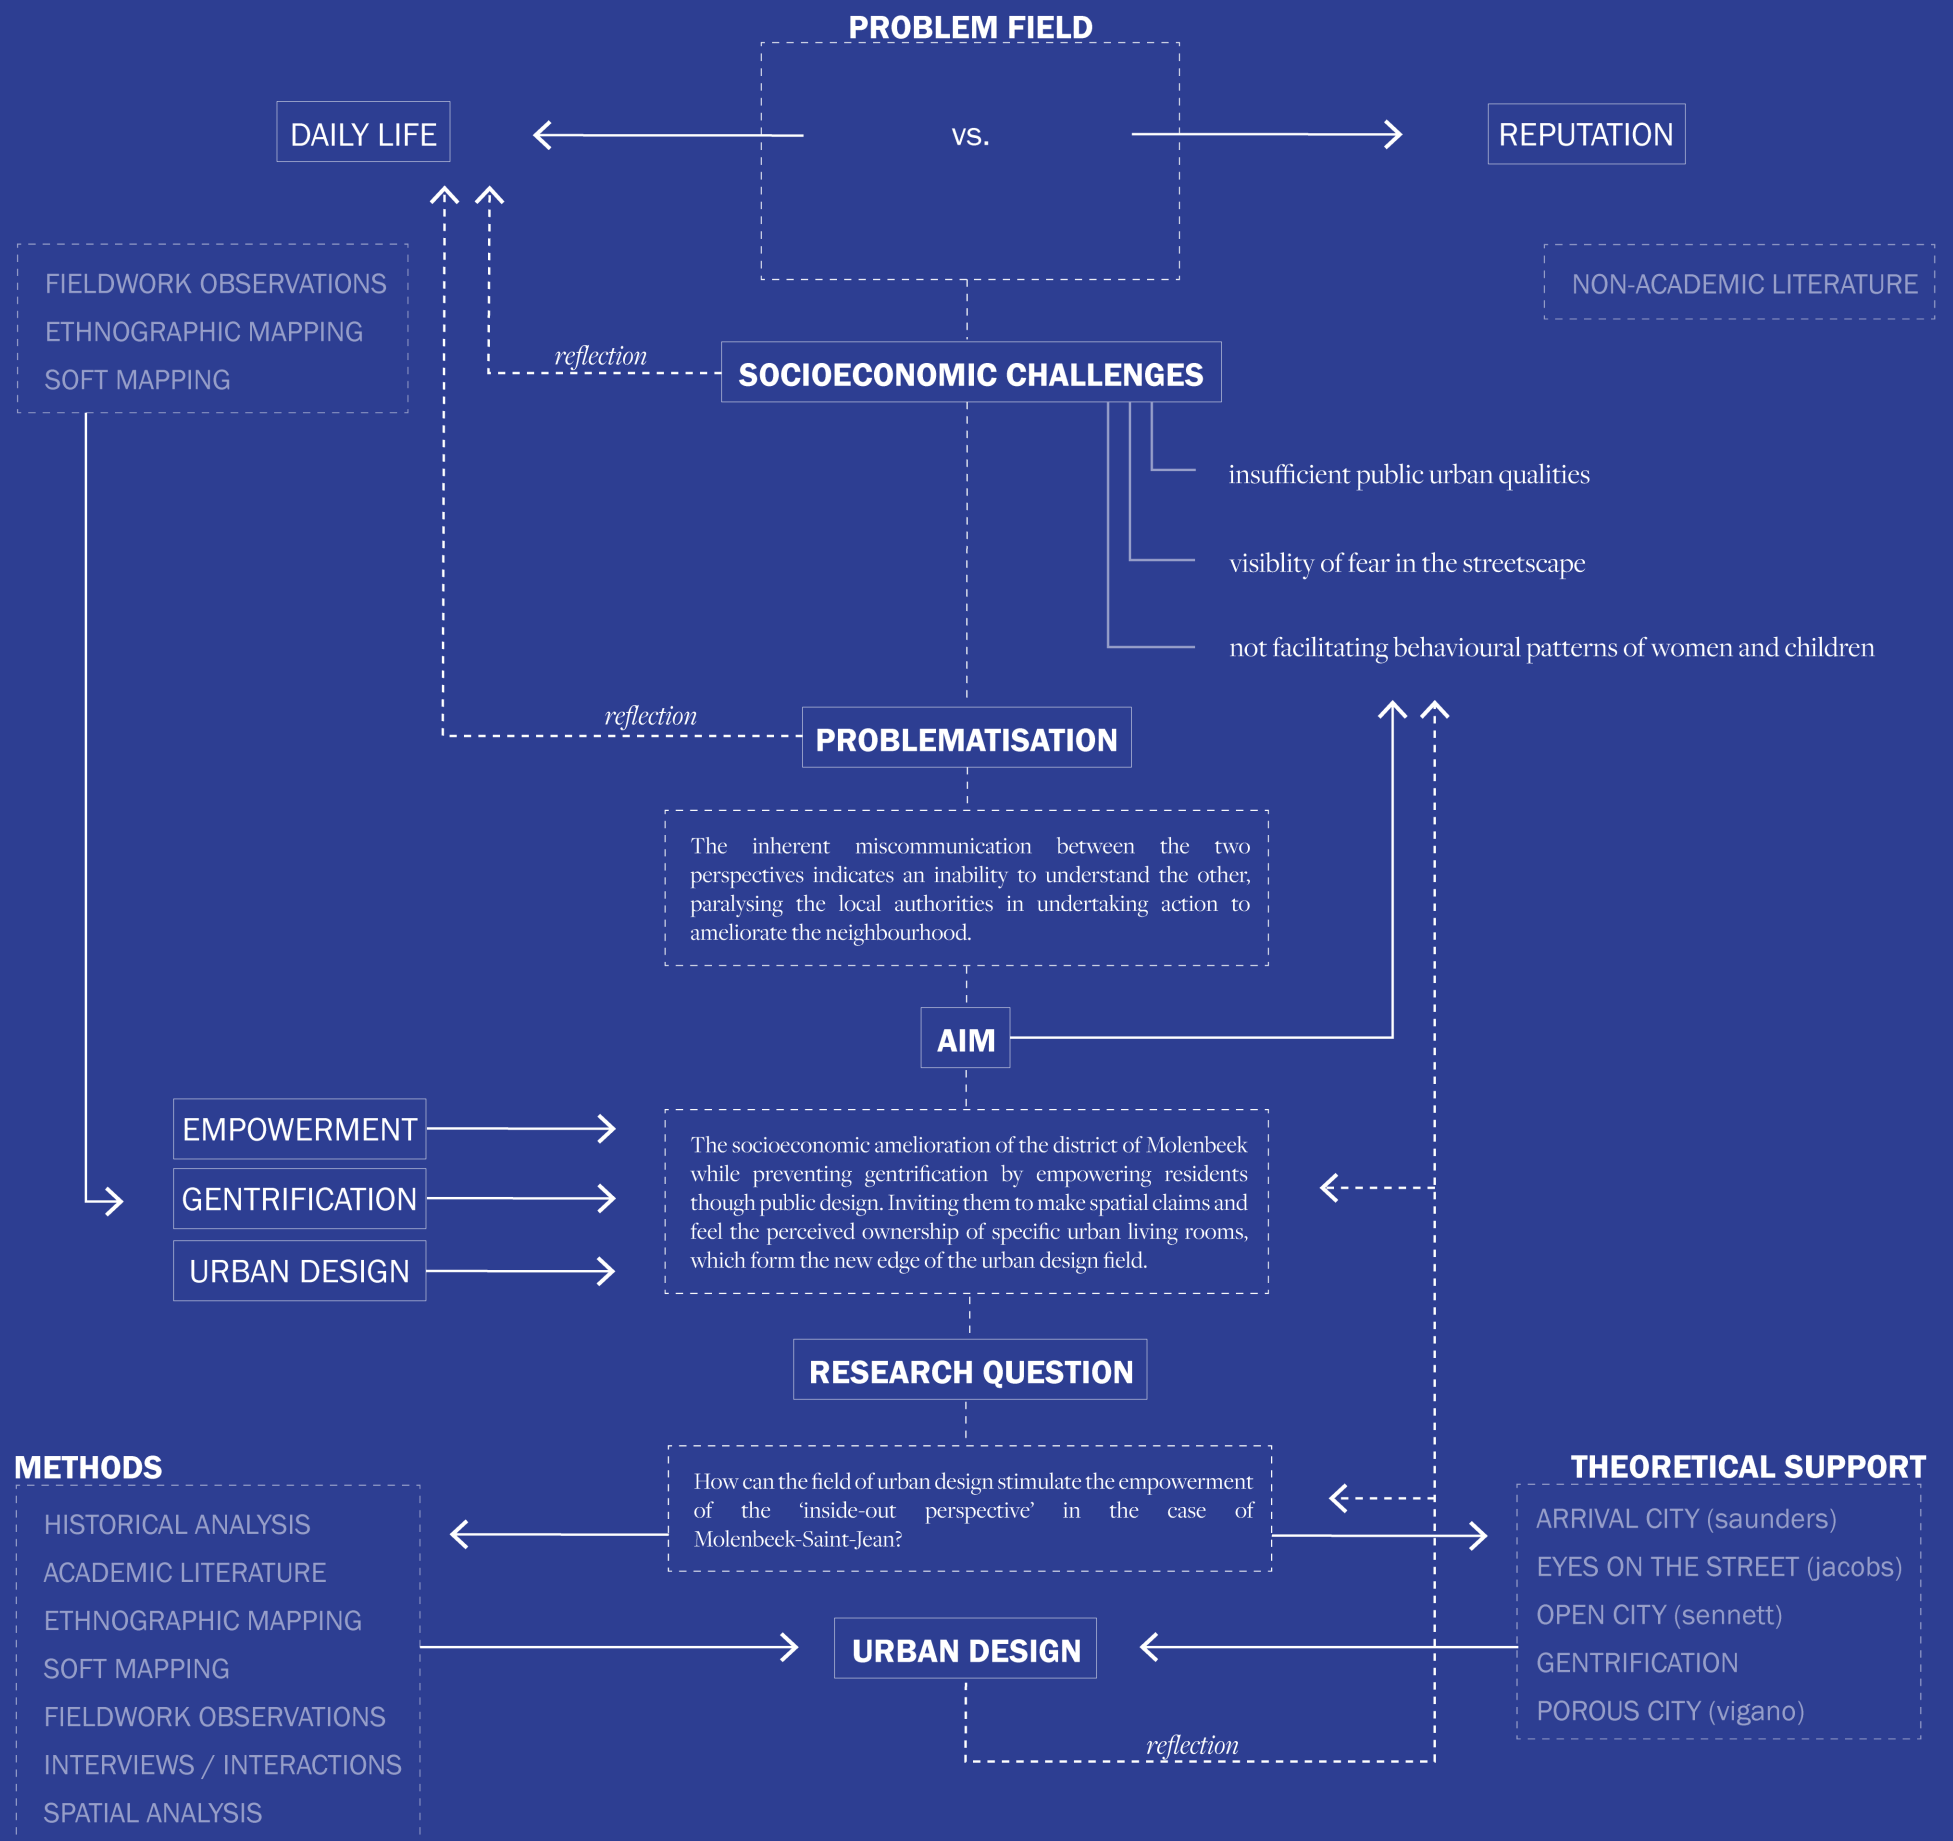 PROBLEM FIELD
DAILY LIFE
vs.
REPUTATION
FIELDWORK OBSERVATIONS
ETHNOGRAPHIC MAPPING
SOFT MAPPING
NON-ACADEMIC LITERATURE
reflection
SOCIOECONOMIC CHALLENGES
insufficient public urban qualities
visiblity of fear in the streetscape
not facilitating behavioural patterns of women and children
reflection
PROBLEMATISATION
The inherent miscommunication between the two
perspectives indicates an inability to understand the other,
paralysing the local authorities in undertaking action to
ameliorate the neighbourhood.
AIM
EMPOWERMENT
GENTRIFICATION
URBAN DESIGN
The socioeconomic amelioration of the district of Molenbeek
while preventing gentrification by empowering residents
though public design. Inviting them to make spatial claims and
feel the perceived ownership of specific urban living rooms,
which form the new edge of the urban design field.
RESEARCH QUESTION
How can the field of urban design stimulate the empowerment
of the ‘inside-out perspective’ in the case of
Molenbeek-Saint-Jean?
METHODS
HISTORICAL ANALYSIS
ACADEMIC LITERATURE
ETHNOGRAPHIC MAPPING
SOFT MAPPING
FIELDWORK OBSERVATIONS
INTERVIEWS / INTERACTIONS
SPATIAL ANALYSIS
THEORETICAL SUPPORT
ARRIVAL CITY (saunders)
EYES ON THE STREET (jacobs)
OPEN CITY (sennett)
GENTRIFICATION
POROUS CITY (vigano)
URBAN DESIGN
reflection